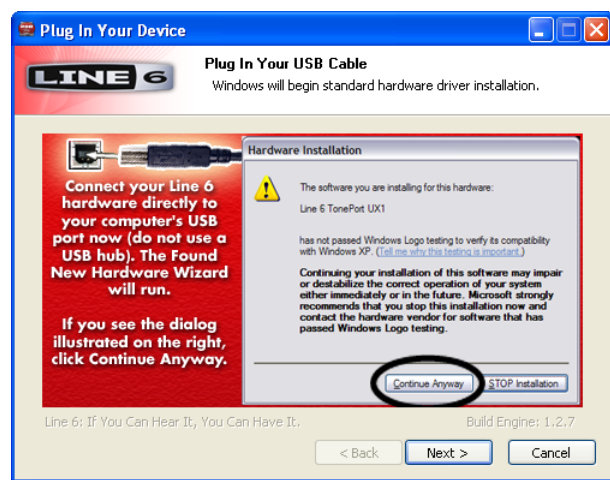 Plug In Your Device
LINE 6
Plug In Your USB Cable
Windows will begin standard hardware driver installation.
Connect your Line 6
hardware directly to
your computer's USB
port now (do not use a
USB hub). The Found
New Hardware Wizard
will run.
If you see the dialog
illustrated on the right,
click Continue Anyway.
Hardware Installation
The software you are installing for this hardware:
Line 6 TonePort UX1
has not passed Windows Logo testing to verify its compatibility
with Windows XP. (Tell me why this testing is important.)
Continuing your installation of this software may impair
or destabilize the correct operation of your system
either immediately or in the future. Microsoft strongly
recommends that you stop this installation now and
contact the hardware vendor for software that has
passed Windows Logo testing.
Continue Anyway
STOP Installation
Line 6: If You Can Hear It, You Can Have It.
Build Engine: 1.2.7
< Back
Next >
Cancel